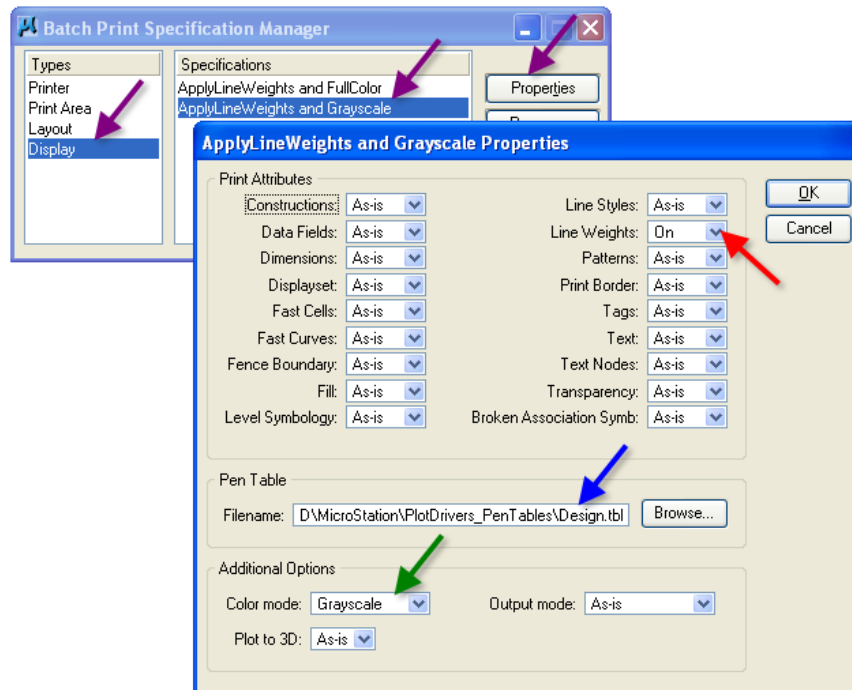 Batch Print Specification Manager
Types
Printer
Print Area
Layout
Display
Specifications
ApplyLineWeights and FullColor
ApplyLineWeights and Grayscale
Properties
ApplyLineWeights and Grayscale Properties
Print Attributes
Constructions: As-is
Data Fields: As-is
Dimensions: As-is
Displayset: As-is
Fast Cells: As-is
Fast Curves: As-is
Fence Boundary: As-is
Fill: As-is
Level Symbology: As-is
Line Styles: As-is
Line Weights: On
Patterns: As-is
Print Border: As-is
Tags: As-is
Text: As-is
Text Nodes: As-is
Transparency: As-is
Broken Association Symb: As-is
OK
Cancel
Pen Table
Filename: D\MicroStation\PlotDrivers_PenTables\Design.tbl Browse...
Additional Options
Color mode: Grayscale Output mode: As-is
Plot to 3D: As-is